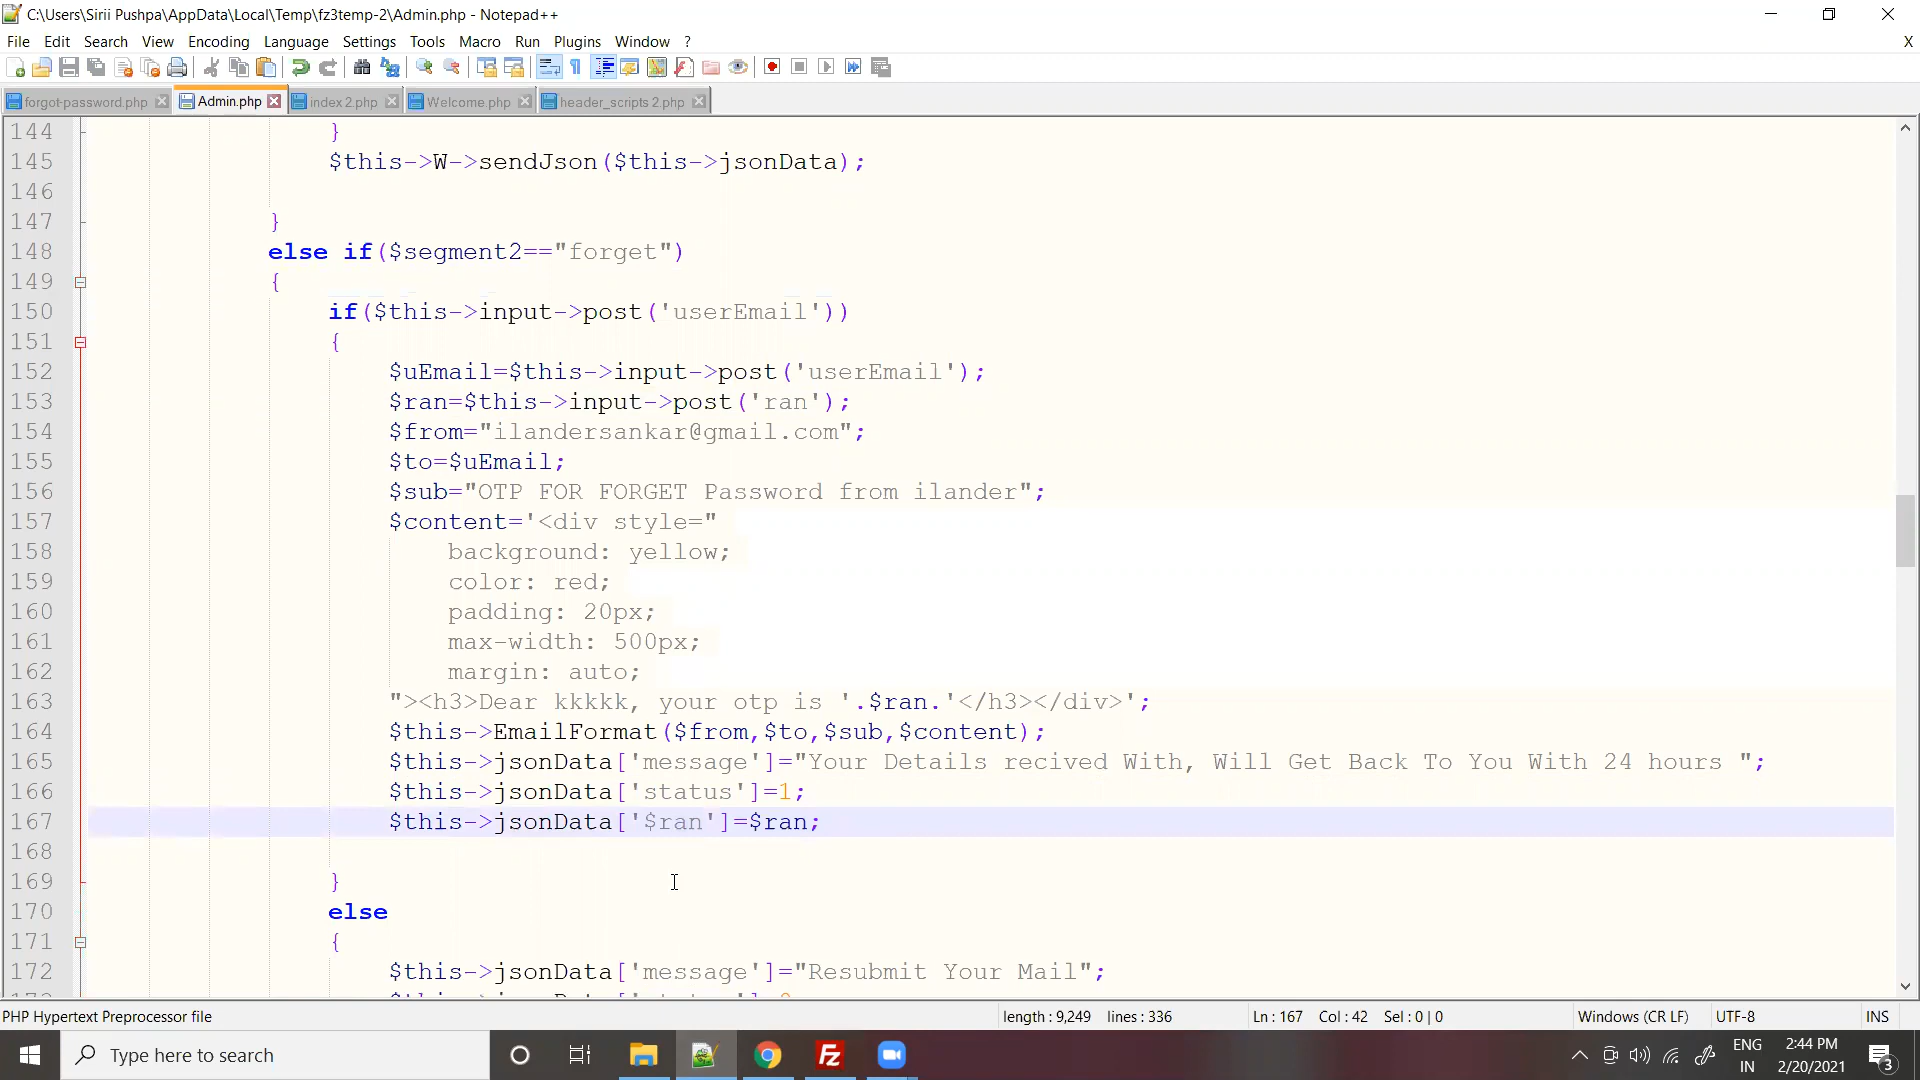 C:\Users\Sirii Pushpa\AppData\Local\Temp\fz3temp-2\Admin.php - Notepad++
File Edit Search View Encoding Language Settings Tools Macro Run Plugins Window ? X
forgot-password.php Admin.php index 2.php Welcome.php header_scripts 2.php
144 }
145 $this->W->sendJson($this->jsonData);
146
147 }
148 else if($segment2=="forget")
149 {
150 if($this->input->post('userEmail'))
151 {
152 $uEmail=$this->input->post('userEmail');
153 $ran=$this->input->post('ran');
154 $from="ilandersankar@gmail.com";
155 $to=$uEmail;
156 $sub="OTP FOR FORGET Password from ilander";
157 $content='<div style="
158 background: yellow;
159 color: red;
160 padding: 20px;
161 max-width: 500px;
162 margin: auto;
163 "><h3>Dear kkkkk, your otp is '.$ran.'</h3></div>';
164 $this->EmailFormat($from,$to,$sub,$content);
165 $this->jsonData['message']="Your Details recived With, Will Get Back To You With 24 hours ";
166 $this->jsonData['status']=1;
167 $this->jsonData['$ran']=$ran;
168
169 }
170 else
171 {
172 $this->jsonData['message']="Resubmit Your Mail";
PHP Hypertext Preprocessor file length : 9,249 lines : 336 Ln : 167 Col : 42 Sel : 0 | 0 Windows (CR LF) UTF-8 INS
Type here to search
ENG 2:44 PM
IN 2/20/2021 3